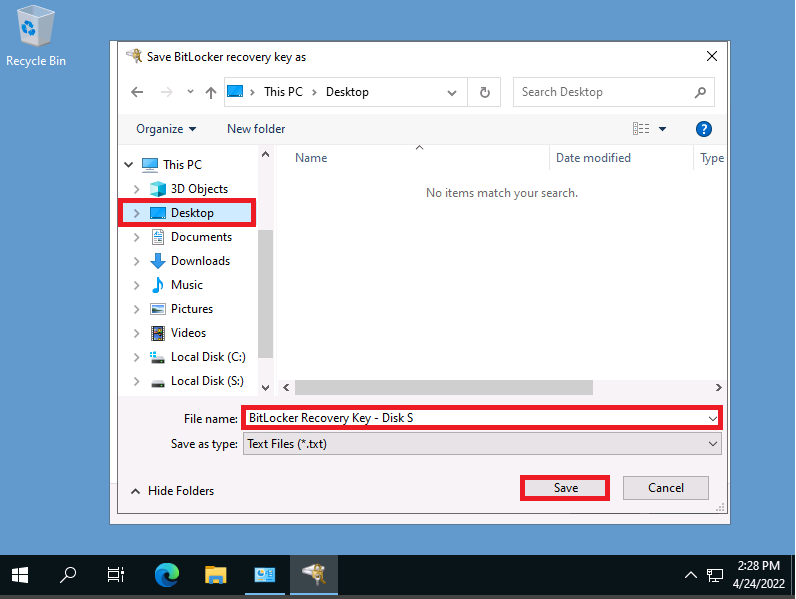 Recycle Bin
Save BitLocker recovery key as
This PC
Desktop
Search Desktop
Organize
New folder
?
Name
Date modified
Type
This PC
3D Objects
Desktop
Documents
Downloads
Music
Pictures
Videos
Local Disk (C:)
Local Disk (S:)
No items match your search.
File name: BitLocker Recovery Key - Disk S
Save as type: Text Files (*.txt)
Hide Folders
Save
Cancel
2:28 PM
4/24/2022